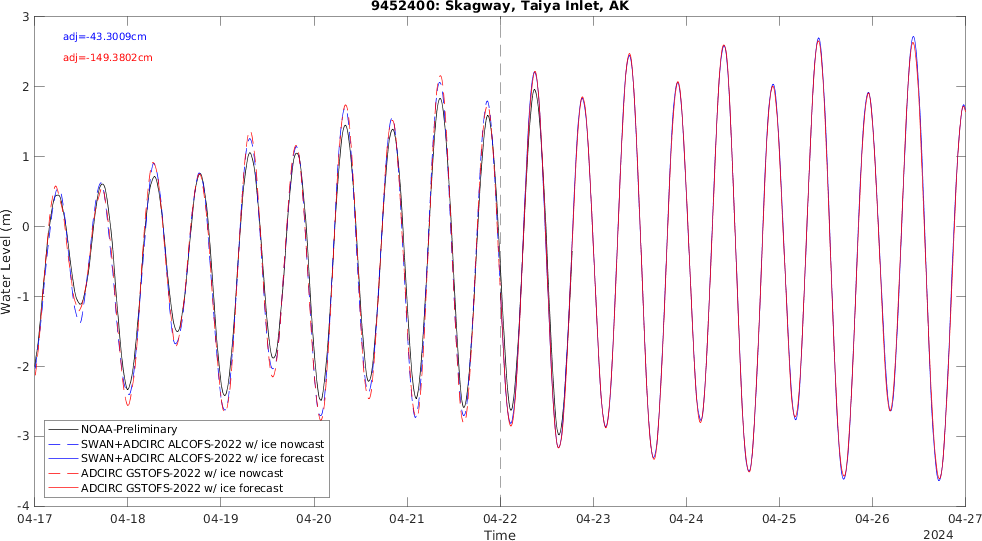 9452400: Skagway, Taiya Inlet, AK
adj=-43.3009cm
adj=-149.3802cm
Water Level (m)
3
2
1
0
-1
-2
-3
-4
NOAA-Preliminary
SWAN+ADCIRC ALCOFS-2022 w/ ice nowcast
SWAN+ADCIRC ALCOFS-2022 w/ ice forecast
ADCIRC GSTOFS-2022 w/ ice nowcast
ADCIRC GSTOFS-2022 w/ ice forecast
04-17 04-18 04-19 04-20 04-21 04-22 04-23 04-24 04-25 04-26 04-27
Time
2024